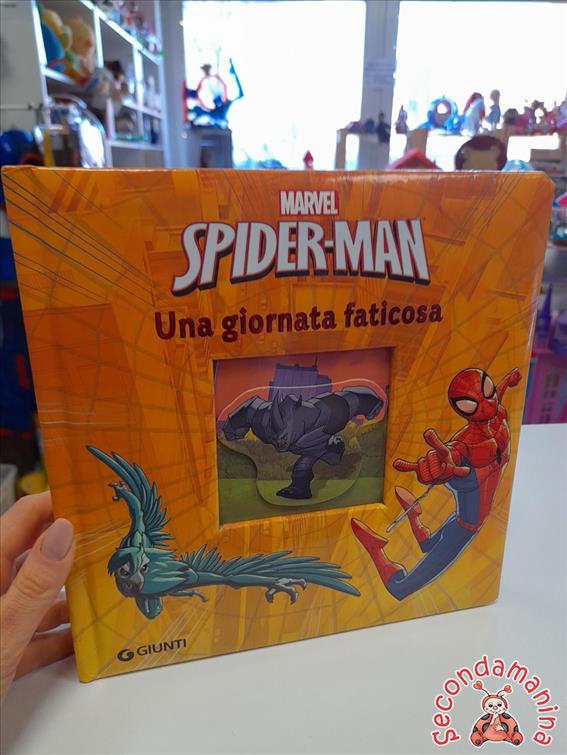 MARVEL
SPIDER-MAN
Una giornata faticosa
GIUNTI
Secondamanina